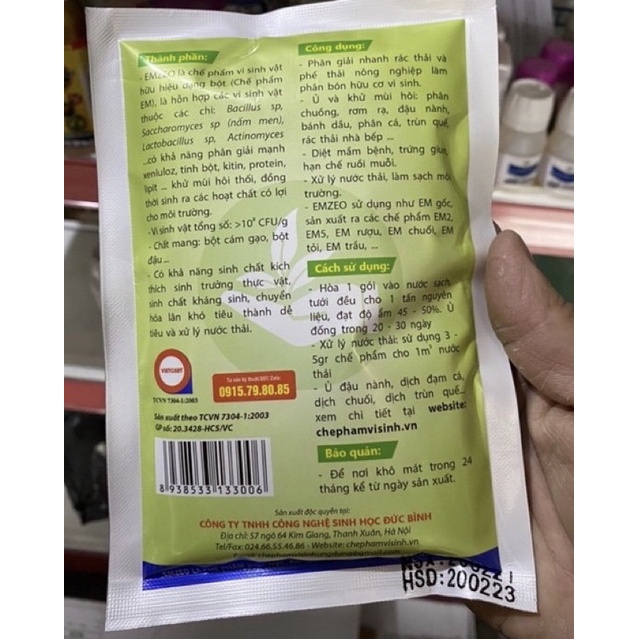 Thành phần:
- EMZEO là chế phẩm vi sinh vật
hữu hiệu dạng bột (Chế phẩm
EM), là hỗn hợp các vi sinh vật
thuộc các chi: Bacillus sp,
Saccharomyces sp (nấm men),
Lactobacillus sp, Actinomyces
...có khả năng phân giải mạnh
xenluloz, tinh bột, kitin, protein,
lipit ... khử mùi hôi thối, đồng
thời sinh ra các hoạt chất có lợi
cho môi trường.
- Vi sinh vật tổng số: >10⁸ CFU/g
- Chất mang: bột cám gạo, bột
đậu ...
- Có khả năng sinh chất kích
thích sinh trưởng thực vật,
sinh chất kháng sinh, chuyển
hóa lân khó tiêu thành dễ
tiêu và xử lý nước thải.
VIETCERT
TCVN 7304-1:2003
Tư vấn kỹ thuật/ĐT/ Zalo:
0915.79.80.85
Sản xuất theo TCVN 7304-1:2003
GP số: 20.3428-HCS/VC
8 938533 133006
Công dụng:
- Phân giải nhanh rác thải và
phế thải nông nghiệp làm
phân bón hữu cơ vi sinh.
- Ủ và khử mùi hôi: phân
chuồng, rơm rạ, đậu nành,
bánh dầu, phân cá, trùn quế,
rác thải nhà bếp ...
- Diệt mầm bệnh, trứng giun,
hạn chế ruồi muỗi.
- Xử lý nước thải, làm sạch môi
trường.
- EMZEO sử dụng như EM gốc,
sản xuất ra các chế phẩm EM2,
EM5, EM rượu, EM chuối, EM
tỏi, EM trầu, ...
Cách sử dụng:
- Hòa 1 gói vào nước sạch,
tưới đều cho 1 tấn nguyên
liệu, đạt độ ẩm 45 - 50%. Ủ
đống trong 20 - 30 ngày
- Xử lý nước thải: sử dụng 3 -
5gr chế phẩm cho 1m³ nước
thải
- Ủ đậu nành, dịch đạm cá,
dịch chuối, dịch trùn quế...
xem chi tiết tại website:
chephamvisinh.vn
Bảo quản:
- Để nơi khô mát trong 24
tháng kể từ ngày sản xuất.
Sản xuất độc quyền tại:
CÔNG TY TNHH CÔNG NGHỆ SINH HỌC ĐỨC BÌNH
Địa chỉ: Số 7 ngõ 64 Kim Giang, Thanh Xuân, Hà Nội
Tel/Fax: 024.66.55.46.86 - Website: chephamvisinh.vn
NSX: 200221
HSD: 200223